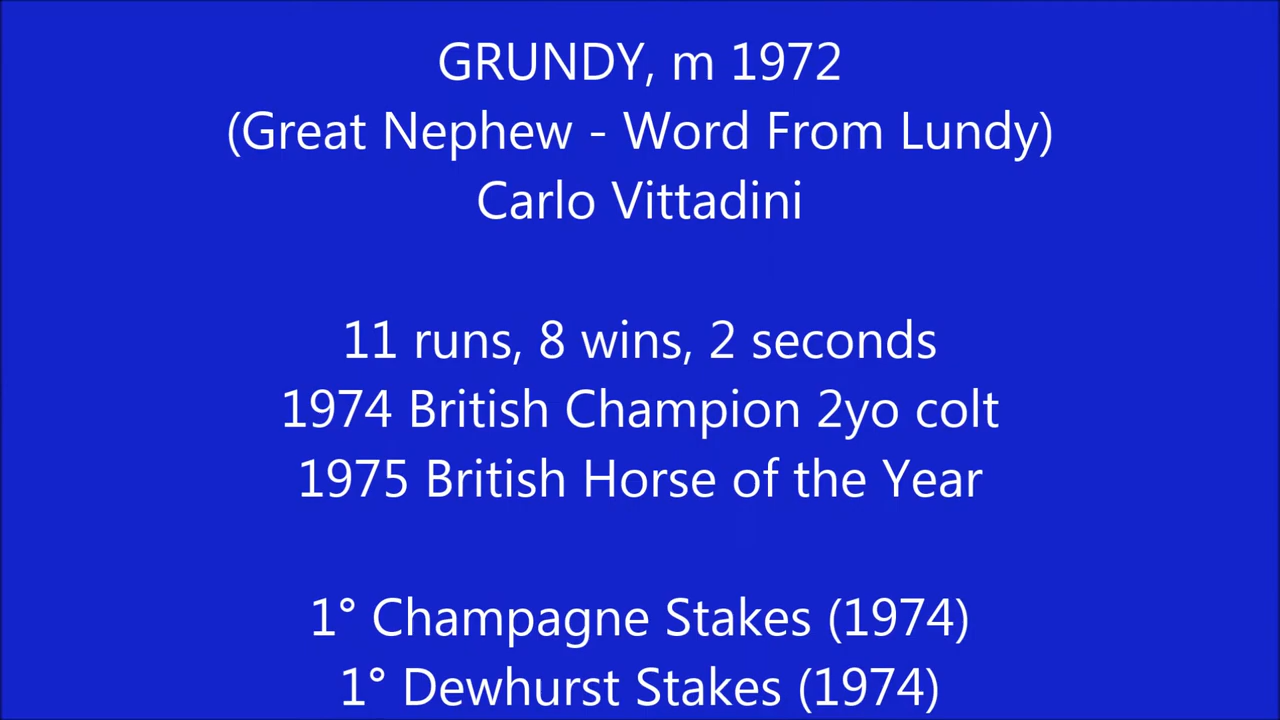 GRUNDY, m 1972
(Great Nephew - Word From Lundy)
Carlo Vittadini
11 runs, 8 wins, 2 seconds
1974 British Champion 2yo colt
1975 British Horse of the Year
1° Champagne Stakes (1974)
1° Dewhurst Stakes (1974)